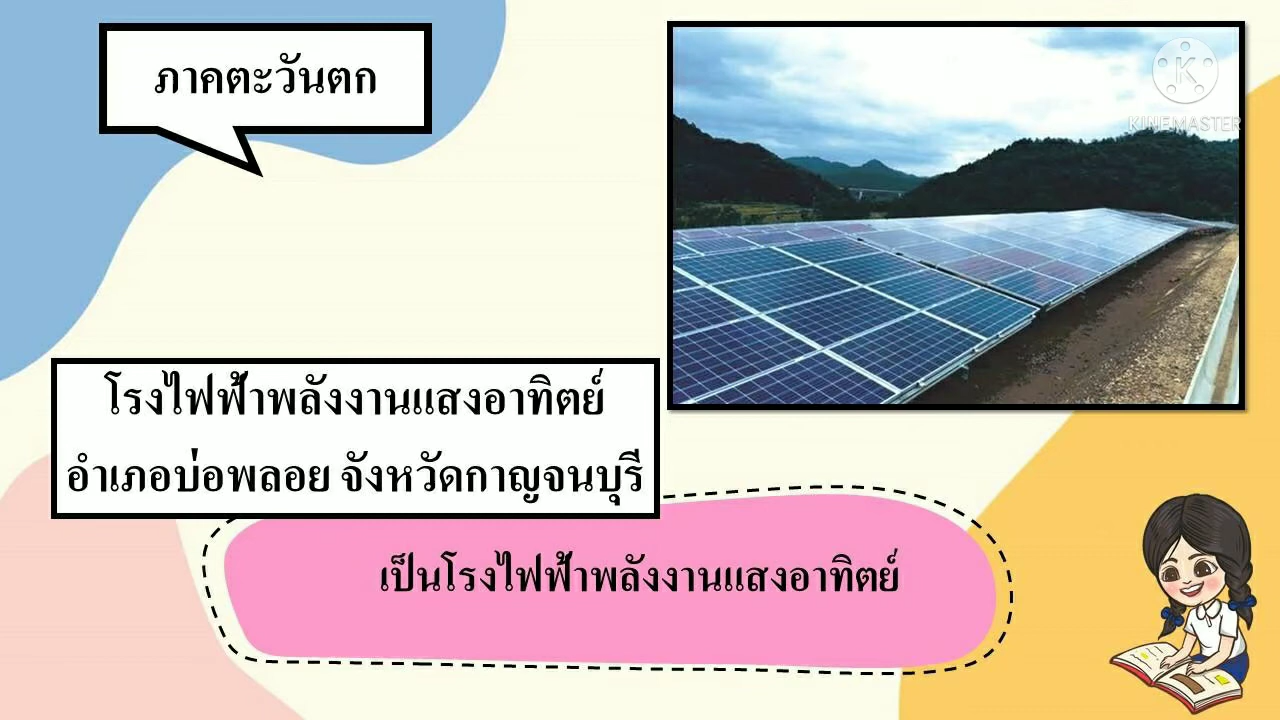 ภาคตะวันตก
K
KINEMASTER
โรงไฟฟ้าพลังงานแสงอาทิตย์
อำเภอบ่อพลอย จังหวัดกาญจนบุรี
เป็นโรงไฟฟ้าพลังงานแสงอาทิตย์